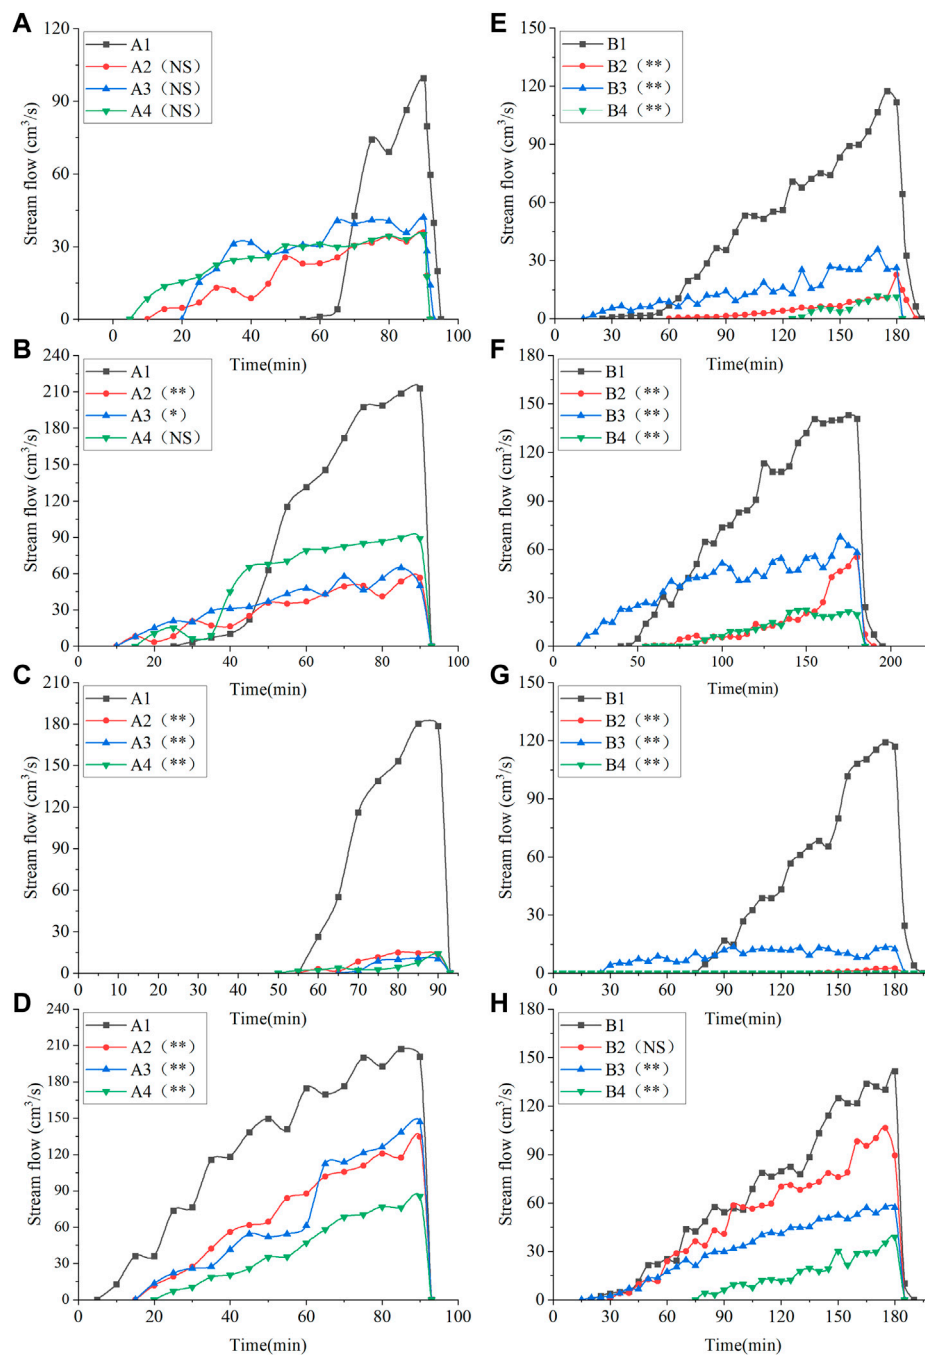 A
120
90
60
30
0
Stream flow (cm³/s)
A1
A2（NS）
A3（NS）
A4（NS）
0 20 40 60 80 100
Time(min)
E
150
120
90
60
30
0
Stream flow (cm³/s)
B1
B2（**）
B3（**）
B4（**）
0 30 60 90 120 150 180
Time(min)
B
240
210
180
150
120
90
60
30
0
Stream flow (cm³/s)
A1
A2（**）
A3（*）
A4（NS）
0 20 40 60 80 100
Time(min)
F
180
150
120
90
60
30
0
Stream flow (cm³/s)
B1
B2（**）
B3（**）
B4（**）
0 50 100 150 200
Time(min)
C
210
180
150
120
90
60
30
0
Stream flow (cm³/s)
A1
A2（**）
A3（**）
A4（**）
0 10 20 30 40 50 60 70 80 90
Time(min)
G
150
120
90
60
30
0
Stream flow (cm³/s)
B1
B2（**）
B3（**）
B4（**）
0 30 60 90 120 150 180
Time(min)
D
240
210
180
150
120
90
60
30
0
Stream flow (cm³/s)
A1
A2（**）
A3（**）
A4（**）
0 20 40 60 80 100
Time(min)
H
180
150
120
90
60
30
0
Stream flow (cm³/s)
B1
B2 (NS)
B3（**）
B4（**）
0 30 60 90 120 150 180
Time(min)